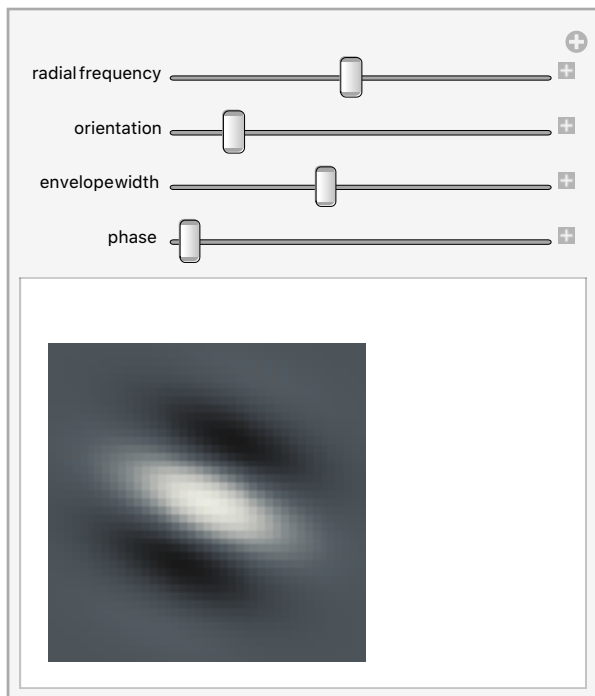 radial frequency
orientation
envelope width
phase